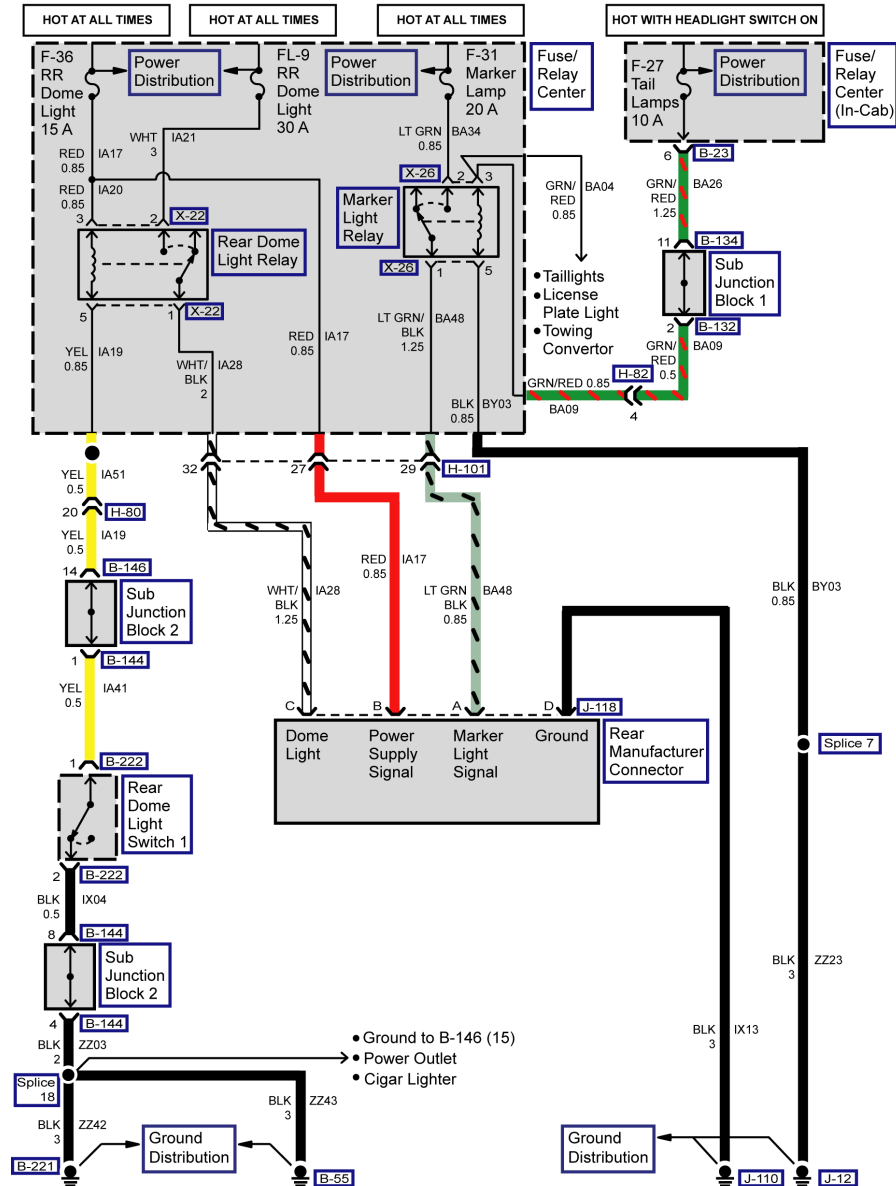 HOT AT ALL TIMES
HOT AT ALL TIMES
HOT AT ALL TIMES
HOT WITH HEADLIGHT SWITCH ON
F-36
RR
Dome
Light
15 A
Power
Distribution
FL-9
RR
Dome
Light
30 A
Power
Distribution
F-31
Marker
Lamp
20 A
Fuse/
Relay
Center
F-27
Tail
Lamps
10 A
Power
Distribution
Fuse/
Relay
Center
(In-Cab)
WHT
3
IA21
LT GRN
0.85
BA34
RED
0.85
IA17
RED
0.85
IA20
6
B-23
X-26
2
3
GRN/
RED
0.85
BA04
GRN/
RED
1.25
BA26
3
2
X-22
Marker
Light
Relay
Rear Dome
Light Relay
11
B-134
Sub
Junction
Block 1
X-26
1
5
• Taillights
• License
Plate Light
• Towing
Convertor
5
1
X-22
2
B-132
YEL
0.85
IA19
WHT/
BLK
2
IA28
RED
0.85
IA17
LT GRN/
BLK
1.25
BA48
GRN/
RED
0.5
BA09
H-82
GRN/RED 0.85
BA09
4
BLK
0.85
BY03
32
27
29
H-101
YEL
0.5
IA51
20
H-80
YEL
0.5
IA19
14
B-146
Sub
Junction
Block 2
WHT/
BLK
1.25
IA28
RED
0.85
IA17
LT GRN
BLK
0.85
BA48
BLK
0.85
BY03
1
B-144
YEL
0.5
IA41
C
B
A
D
J-118
Dome
Light
Power
Supply
Signal
Marker
Light
Signal
Ground
Rear
Manufacturer
Connector
Splice 7
1
B-222
Rear
Dome
Light
Switch 1
2
B-222
BLK
0.5
IX04
8
B-144
Sub
Junction
Block 2
BLK
3
ZZ23
4
B-144
BLK
2
ZZ03
• Ground to B-146 (15)
• Power Outlet
• Cigar Lighter
BLK
3
IX13
Splice
18
BLK
3
ZZ43
BLK
3
ZZ42
Ground
Distribution
Ground
Distribution
B-221
B-55
J-110
J-12